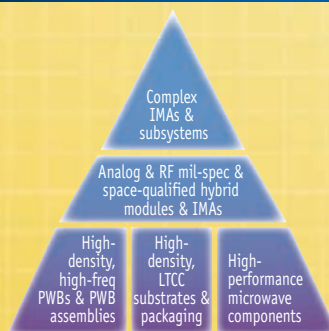 Complex
IMAs &
subsystems
Analog & RF mil-spec &
space-qualified hybrid
modules & IMAs
High-
density,
high-freq
PWBs & PWB
assemblies
High-
density,
LTCC
substrates &
packaging
High-
performance
microwave
components